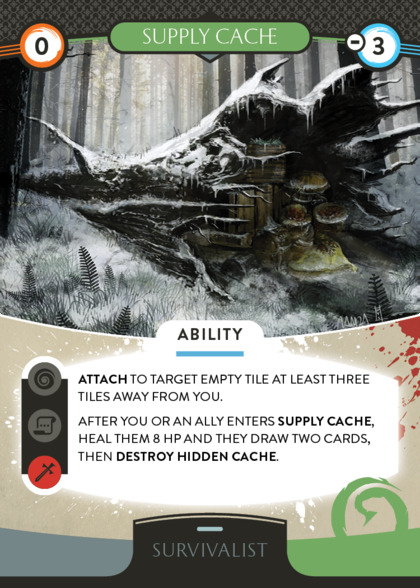 SUPPLY CACHE
0
-3
ABILITY
ATTACH TO TARGET EMPTY TILE AT LEAST THREE
TILES AWAY FROM YOU.
AFTER YOU OR AN ALLY ENTERS SUPPLY CACHE,
HEAL THEM 8 HP AND THEY DRAW TWO CARDS,
THEN DESTROY HIDDEN CACHE.
SURVIVALIST